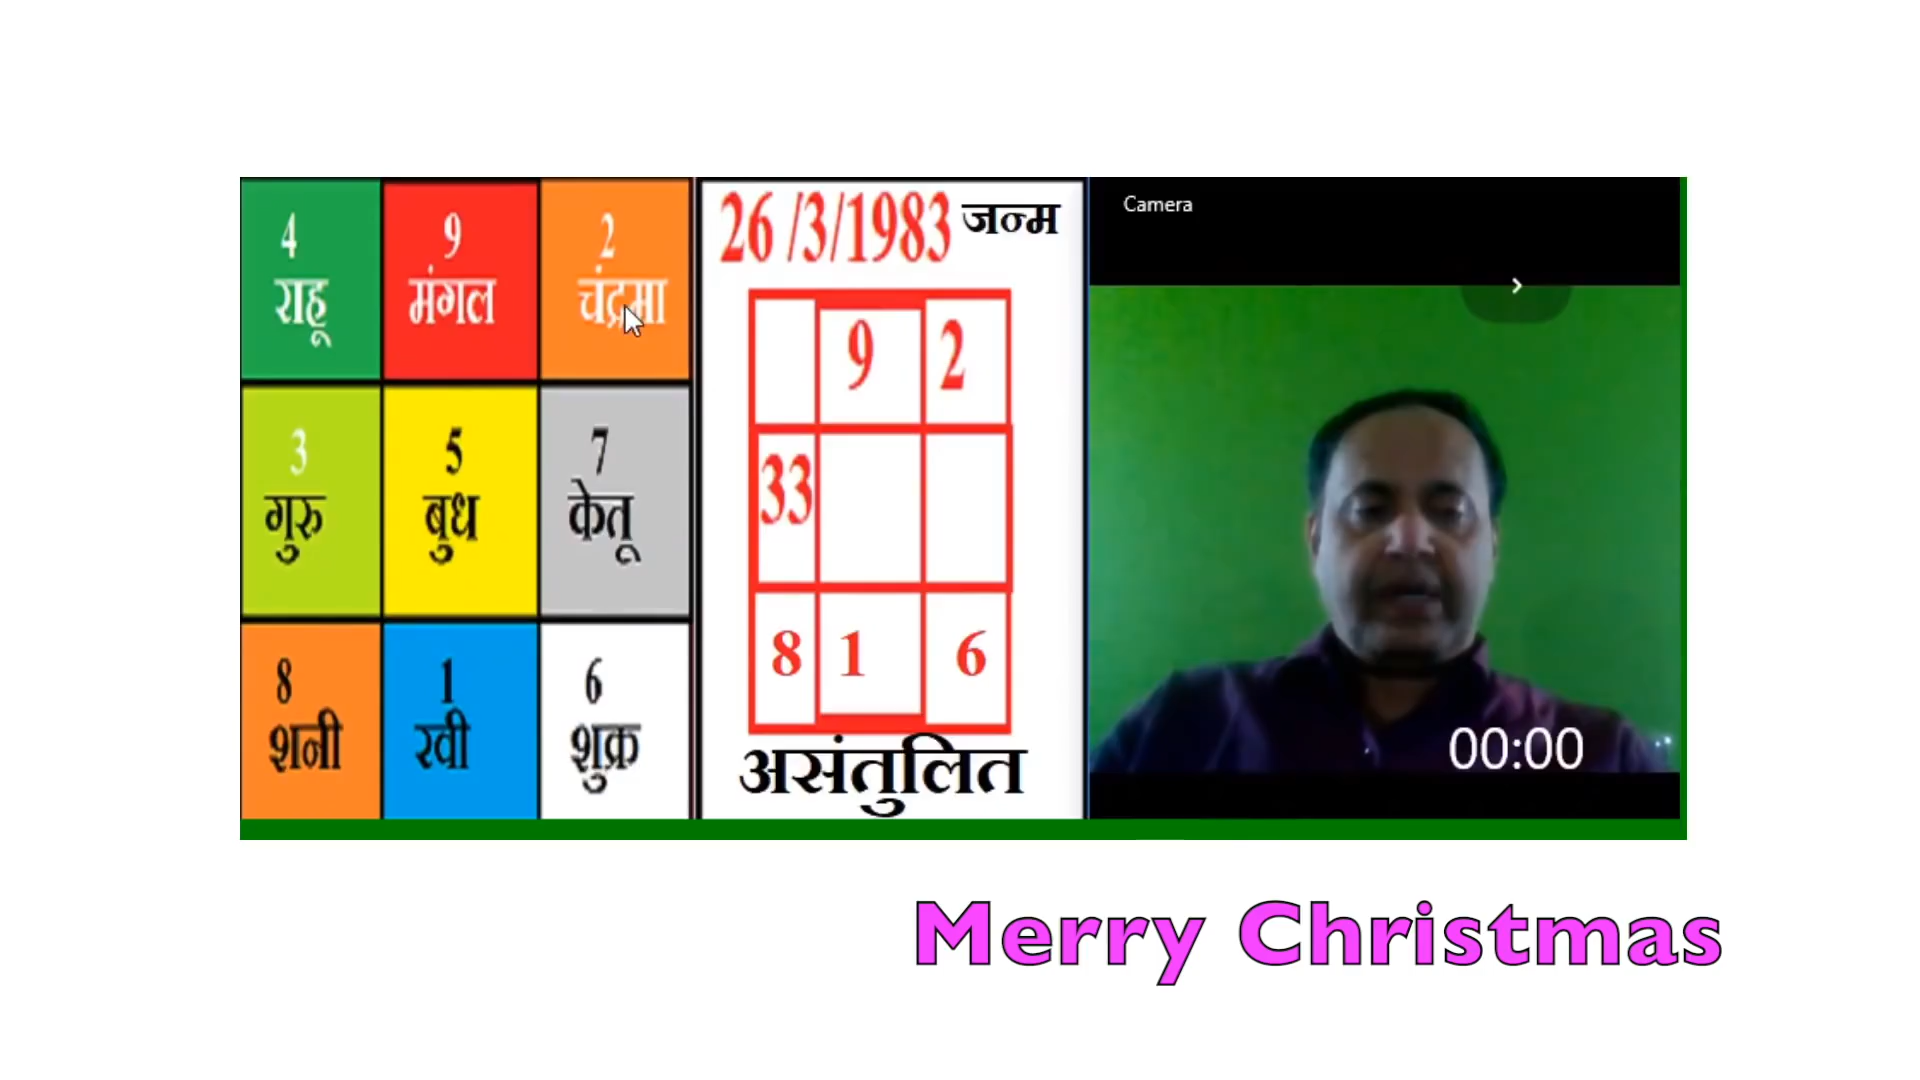 4
राहू
9
मंगल
2
चंद्रमा
3
गुरु
5
बुध
7
केतू
8
शनी
1
रवी
6
शुक्र
26 /3/1983 जन्म
9 2
33
8 1 6
असंतुलित
Camera
00:00
Merry Christmas